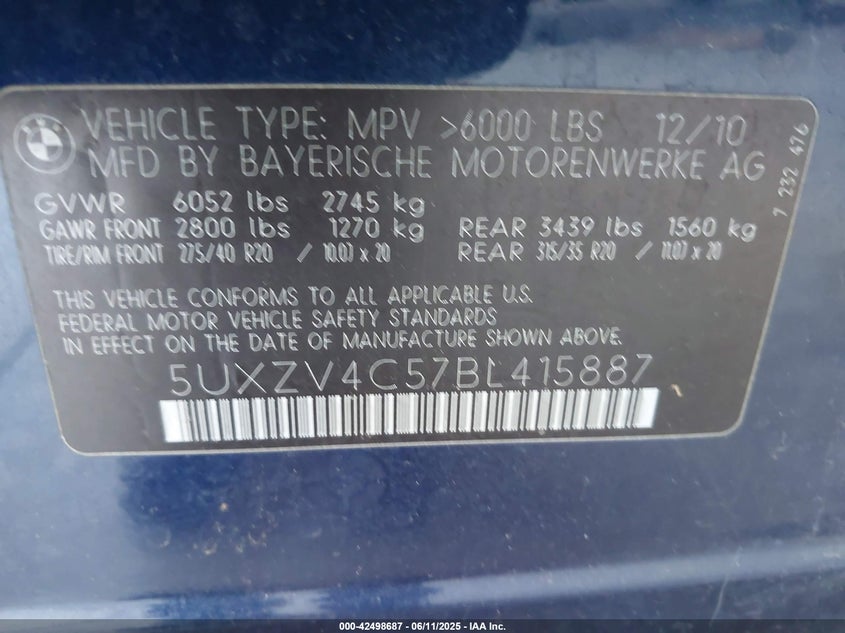 BMW
VEHICLE TYPE: MPV >6000 LBS 12/10
MFD BY BAYERISCHE MOTORENWERKE AG
7 232 476
GVWR 6052 lbs 2745 kg
GAWR FRONT 2800 lbs 1270 kg REAR 3439 lbs 1560 kg
TIRE/RIM FRONT 275/40 R20 / 10.0J x 20 REAR 315/35 R20 / 11.0J x 20
THIS VEHICLE CONFORMS TO ALL APPLICABLE U.S.
FEDERAL MOTOR VEHICLE SAFETY STANDARDS
IN EFFECT ON THE DATE OF MANUFACTURE SHOWN ABOVE.
5UXZV4C57BL415887
000-42498687 - 06/11/2025 - IAA Inc.